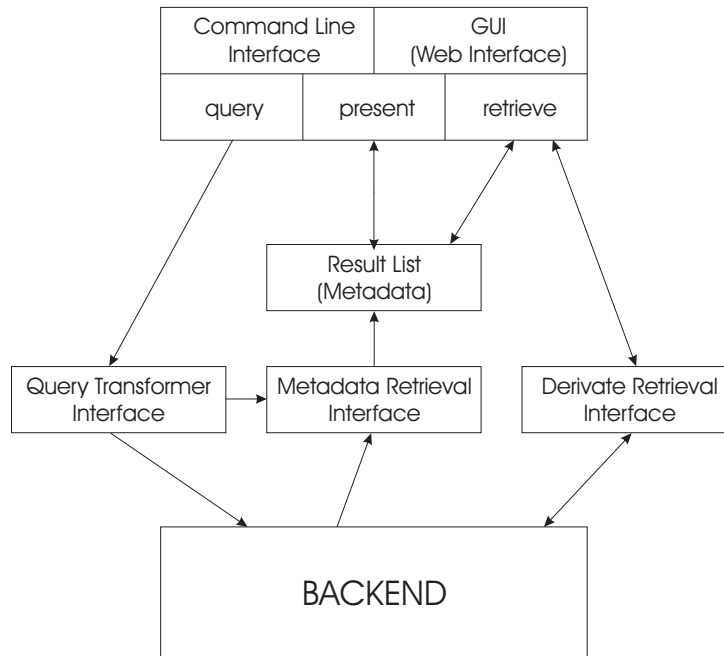 Command Line
Interface
GUI
(Web Interface)
query
present
retrieve
Result List
(Metadata)
Query Transformer
Interface
Metadata Retrieval
Interface
Derivate Retrieval
Interface
BACKEND